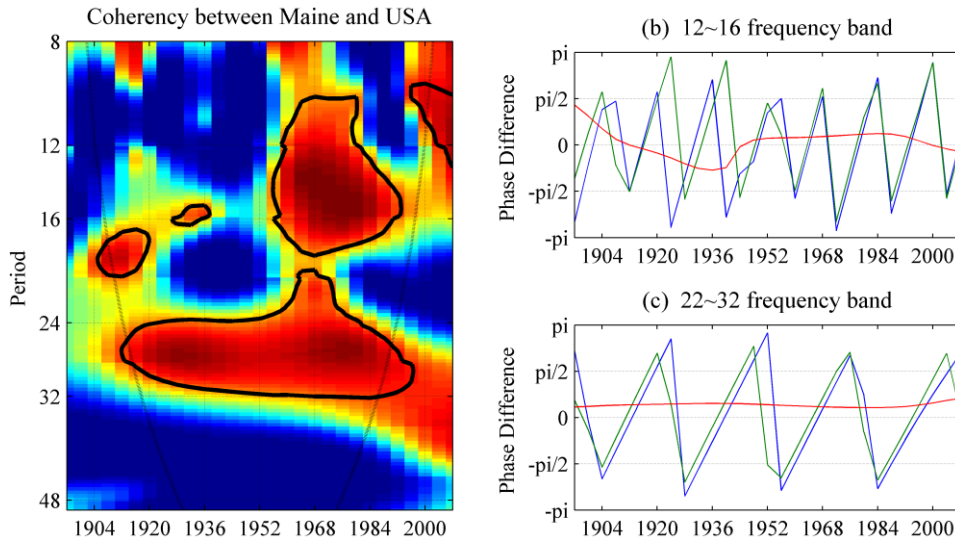 Coherency between Maine and USA
8
12
16
24
32
48
Period
1904 1920 1936 1952 1968 1984 2000
(b) 12~16 frequency band
pi
pi/2
0
-pi/2
-pi
Phase Difference
1904 1920 1936 1952 1968 1984 2000
(c) 22~32 frequency band
pi
pi/2
0
-pi/2
-pi
Phase Difference
1904 1920 1936 1952 1968 1984 2000